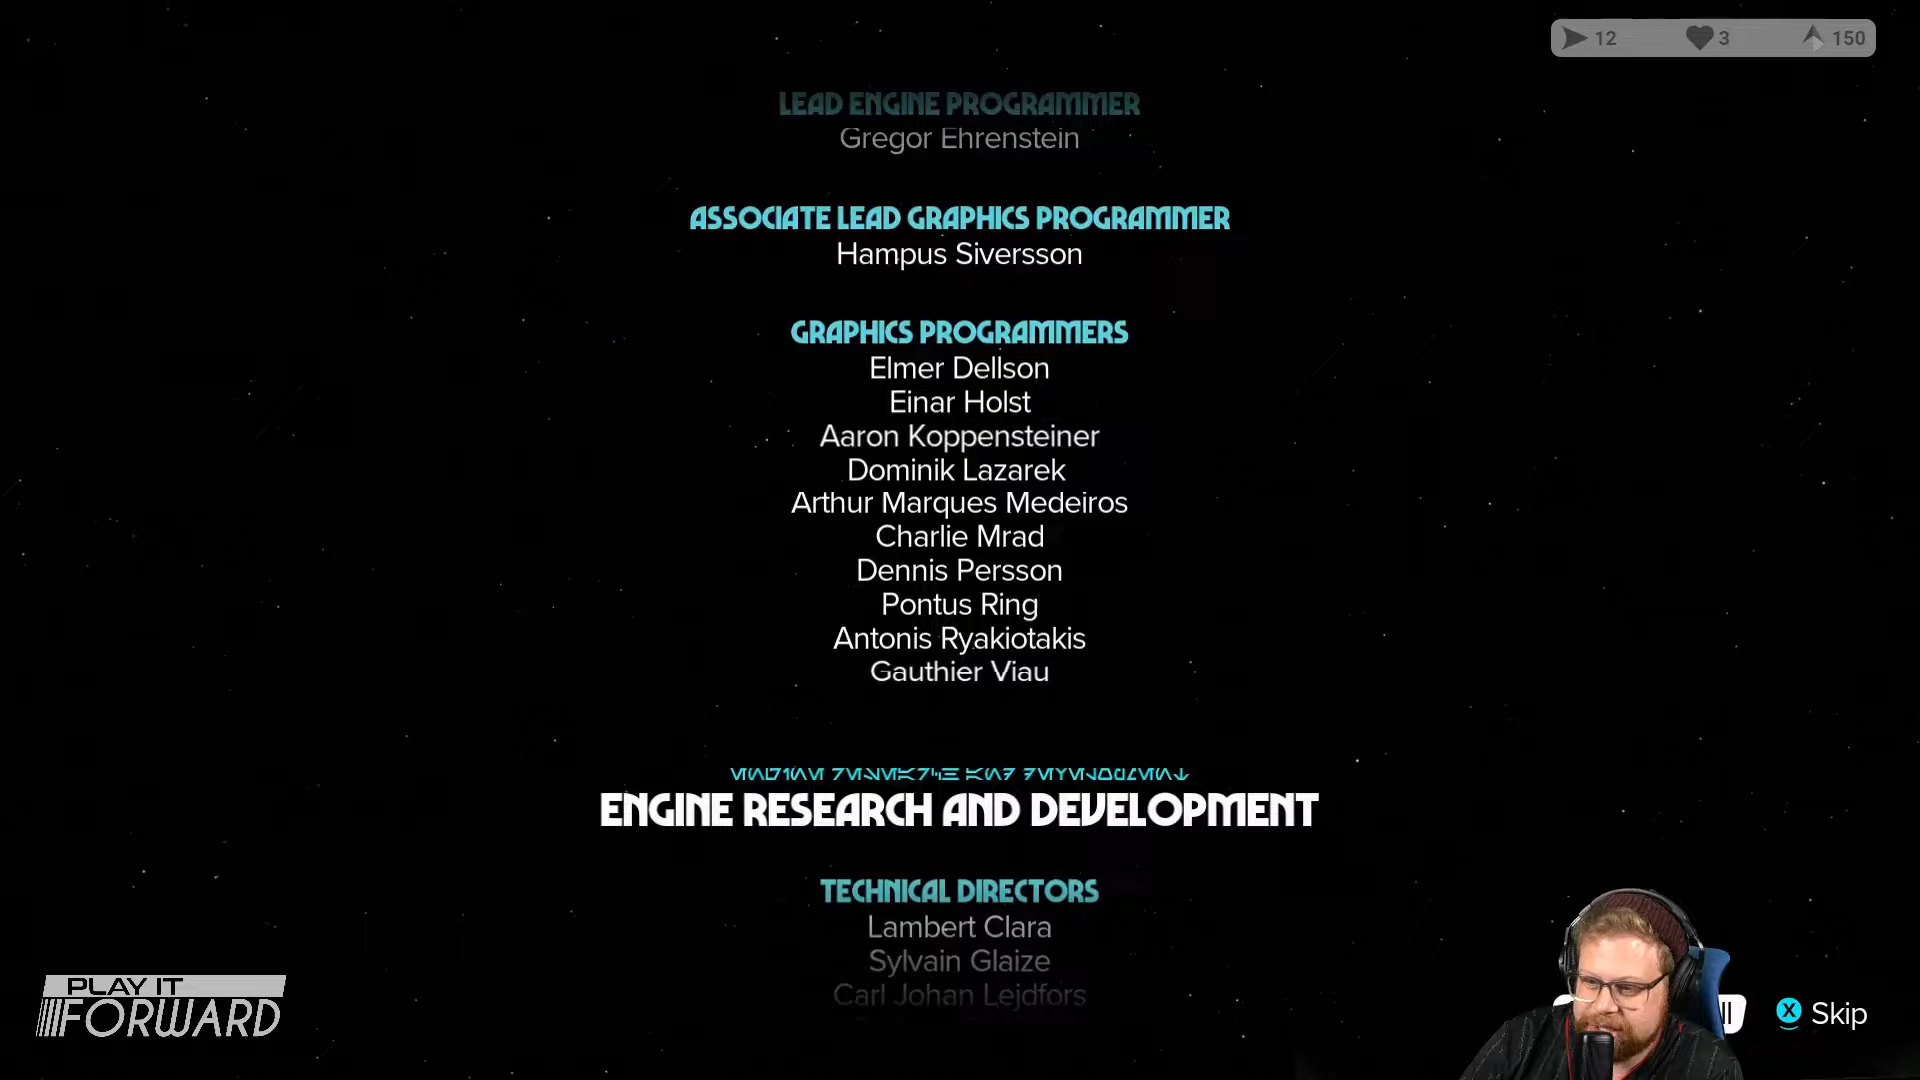 12 3 150
LEAD ENGINE PROGRAMMER
Gregor Ehrenstein
ASSOCIATE LEAD GRAPHICS PROGRAMMER
Hampus Siversson
GRAPHICS PROGRAMMERS
Elmer Dellson
Einar Holst
Aaron Koppensteiner
Dominik Lazarek
Arthur Marques Medeiros
Charlie Mrad
Dennis Persson
Pontus Ring
Antonis Ryakiotakis
Gauthier Viau
ENGINE RESEARCH AND DEVELOPMENT
TECHNICAL DIRECTORS
Lambert Clara
Sylvain Glaize
Carl Johan Lejdfors
PLAY IT
FORWARD
X Skip